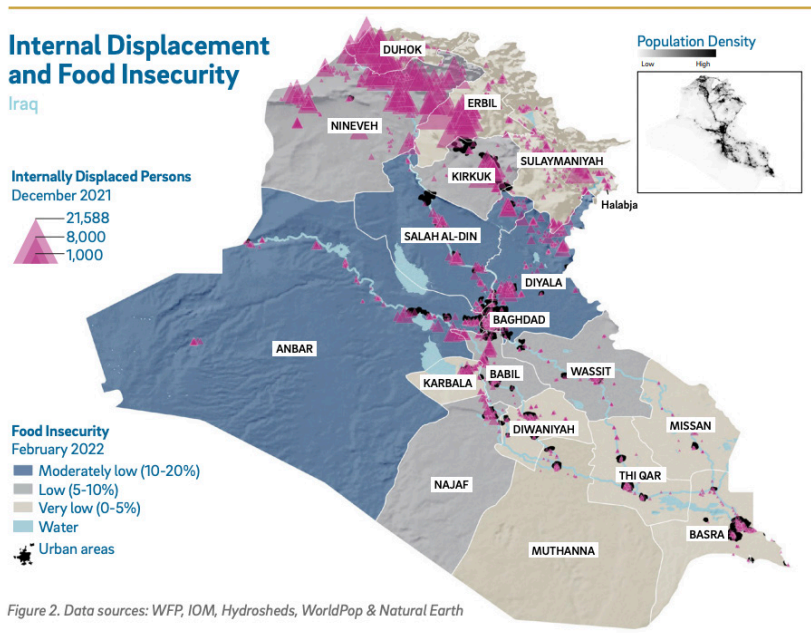 Internal Displacement
and Food Insecurity
Iraq
Internally Displaced Persons
December 2021
21,588
8,000
1,000
Population Density
Low High
DUHOK
ERBIL
NINEVEH
SULAYMANIYAH
KIRKUK
Halabja
SALAH AL-DIN
DIYALA
BAGHDAD
ANBAR
WASSIT
BABIL
KARBALA
DIWANIYAH
MISSAN
THI QAR
NAJAF
BASRA
MUTHANNA
Food Insecurity
February 2022
Moderately low (10-20%)
Low (5-10%)
Very low (0-5%)
Water
Urban areas
Figure 2. Data sources: WFP, IOM, Hydrosheds, WorldPop & Natural Earth